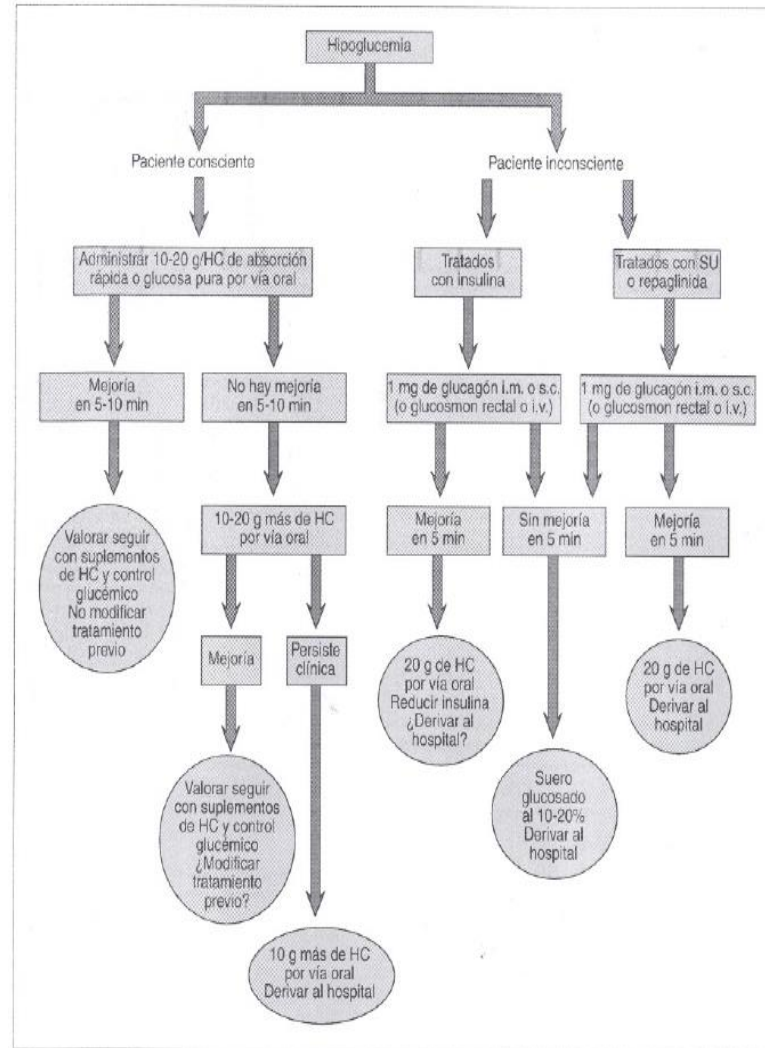 Hipoglucemia
Paciente consciente
Paciente inconsciente
Administrar 10-20 g/HC de absorción
rápida o glucosa pura por vía oral
Tratados
con insulina
Tratados con SU
o repaglinida
Mejoría
en 5-10 min
No hay mejoría
en 5-10 min
1 mg de glucagón i.m. o s.c.
(o glucosmon rectal o i.v.)
1 mg de glucagón i.m. o s.c.
(o glucosmon rectal o i.v.)
Valorar seguir
con suplementos
de HC y control
glucémico
No modificar
tratamiento
previo
10-20 g más de HC
por vía oral
Mejoría
en 5 min
Sin mejoría
en 5 min
Mejoría
en 5 min
Mejoría
Persiste
clínica
20 g de HC
por vía oral
Reducir insulina
¿Derivar al
hospital?
20 g de HC
por vía oral
Derivar al
hospital
Valorar seguir
con suplementos
de HC y control
glucémico
¿Modificar
tratamiento
previo?
Suero
glucosado
al 10-20%
Derivar al
hospital
10 g más de HC
por vía oral
Derivar al hospital